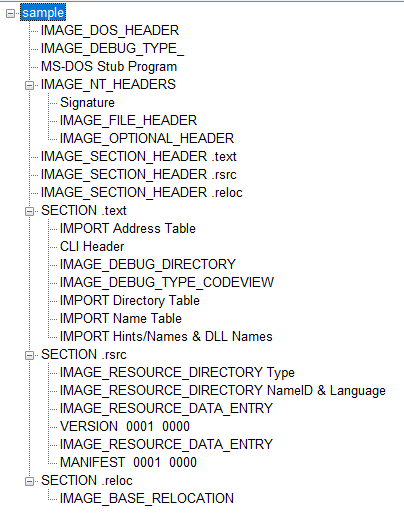 sample
IMAGE_DOS_HEADER
IMAGE_DEBUG_TYPE_
MS-DOS Stub Program
IMAGE_NT_HEADERS
Signature
IMAGE_FILE_HEADER
IMAGE_OPTIONAL_HEADER
IMAGE_SECTION_HEADER .text
IMAGE_SECTION_HEADER .rsrc
IMAGE_SECTION_HEADER .reloc
SECTION .text
IMPORT Address Table
CLI Header
IMAGE_DEBUG_DIRECTORY
IMAGE_DEBUG_TYPE_CODEVIEW
IMPORT Directory Table
IMPORT Name Table
IMPORT Hints/Names & DLL Names
SECTION .rsrc
IMAGE_RESOURCE_DIRECTORY Type
IMAGE_RESOURCE_DIRECTORY NameID & Language
IMAGE_RESOURCE_DATA_ENTRY
VERSION 0001 0000
IMAGE_RESOURCE_DATA_ENTRY
MANIFEST 0001 0000
SECTION .reloc
IMAGE_BASE_RELOCATION